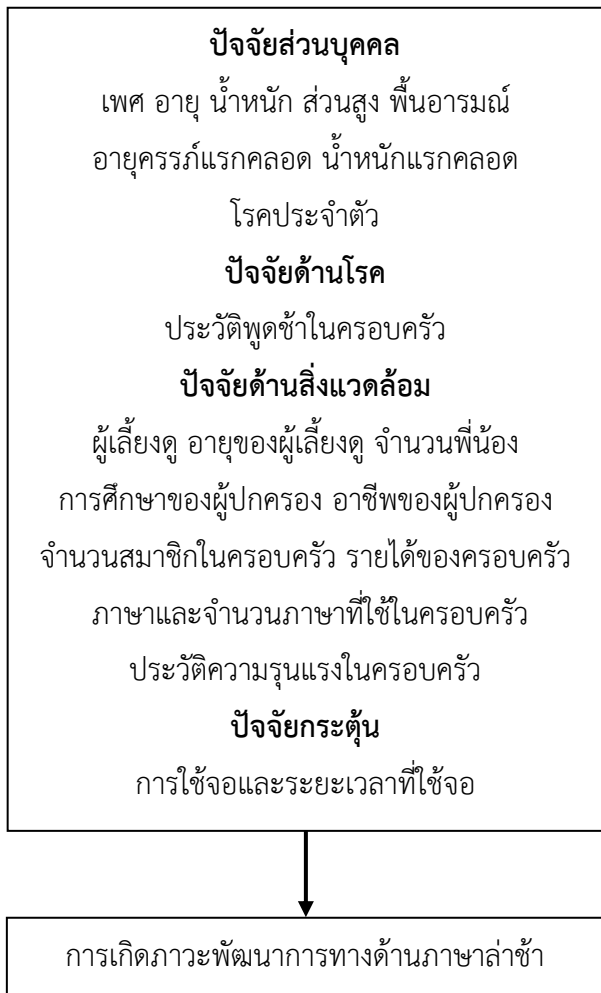 ปัจจัยส่วนบุคคล
เพศ อายุ น้ำหนัก ส่วนสูง พื้นอารมณ์
อายุครรภ์แรกคลอด น้ำหนักแรกคลอด
โรคประจำตัว
ปัจจัยด้านโรค
ประวัติพูดช้าในครอบครัว
ปัจจัยด้านสิ่งแวดล้อม
ผู้เลี้ยงดู อายุของผู้เลี้ยงดู จำนวนพี่น้อง
การศึกษาของผู้ปกครอง อาชีพของผู้ปกครอง
จำนวนสมาชิกในครอบครัว รายได้ของครอบครัว
ภาษาและจำนวนภาษาที่ใช้ในครอบครัว
ประวัติความรุนแรงในครอบครัว
ปัจจัยกระตุ้น
การใช้จอและระยะเวลาที่ใช้จอ
การเกิดภาวะพัฒนาการทางด้านภาษาล่าช้า